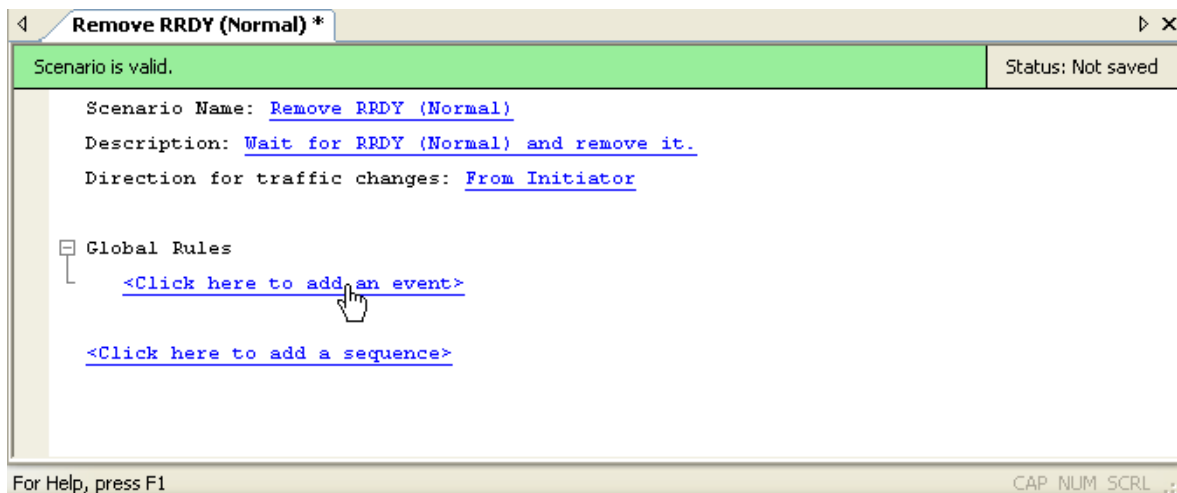 Remove RRDY (Normal) *
Scenario is valid.
Status: Not saved
Scenario Name: Remove RRDY (Normal)
Description: Wait for RRDY (Normal) and remove it.
Direction for traffic changes: From Initiator
Global Rules
<Click here to add an event>
<Click here to add a sequence>
For Help, press F1
CAP NUM SCRL